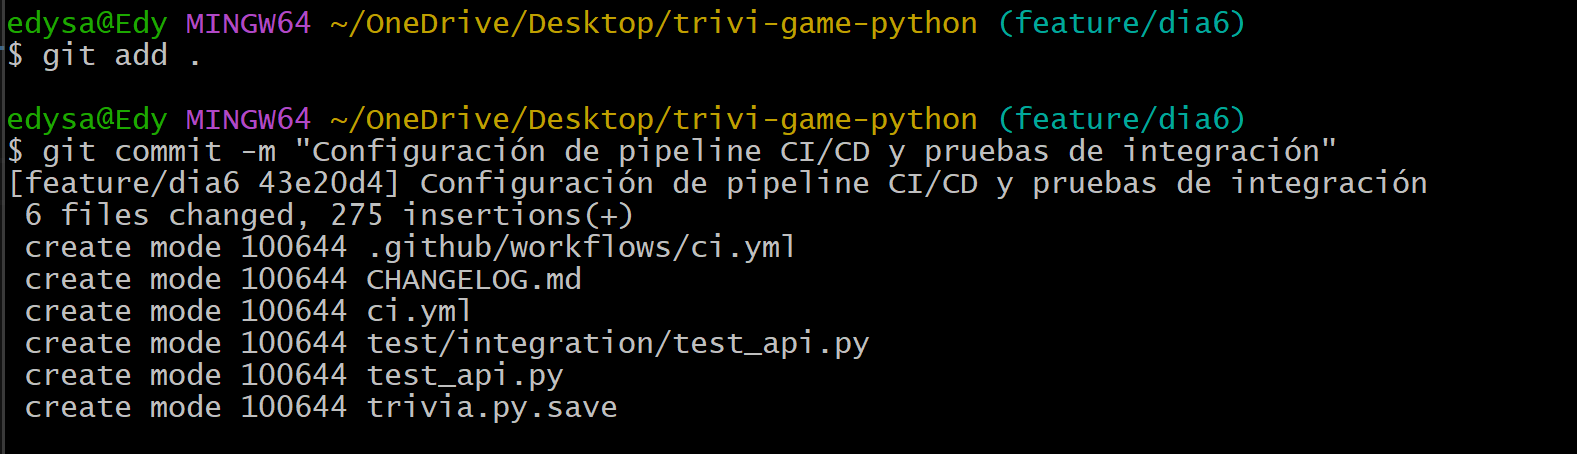 edysa@Edy MINGW64 ~/OneDrive/Desktop/trivi-game-python (feature/dia6)
$ git add .
edysa@Edy MINGW64 ~/OneDrive/Desktop/trivi-game-python (feature/dia6)
$ git commit -m "Configuración de pipeline CI/CD y pruebas de integración"
[feature/dia6 43e20d4] Configuración de pipeline CI/CD y pruebas de integración
 6 files changed, 275 insertions(+)
 create mode 100644 .github/workflows/ci.yml
 create mode 100644 CHANGELOG.md
 create mode 100644 ci.yml
 create mode 100644 test/integration/test_api.py
 create mode 100644 test_api.py
 create mode 100644 trivia.py.save